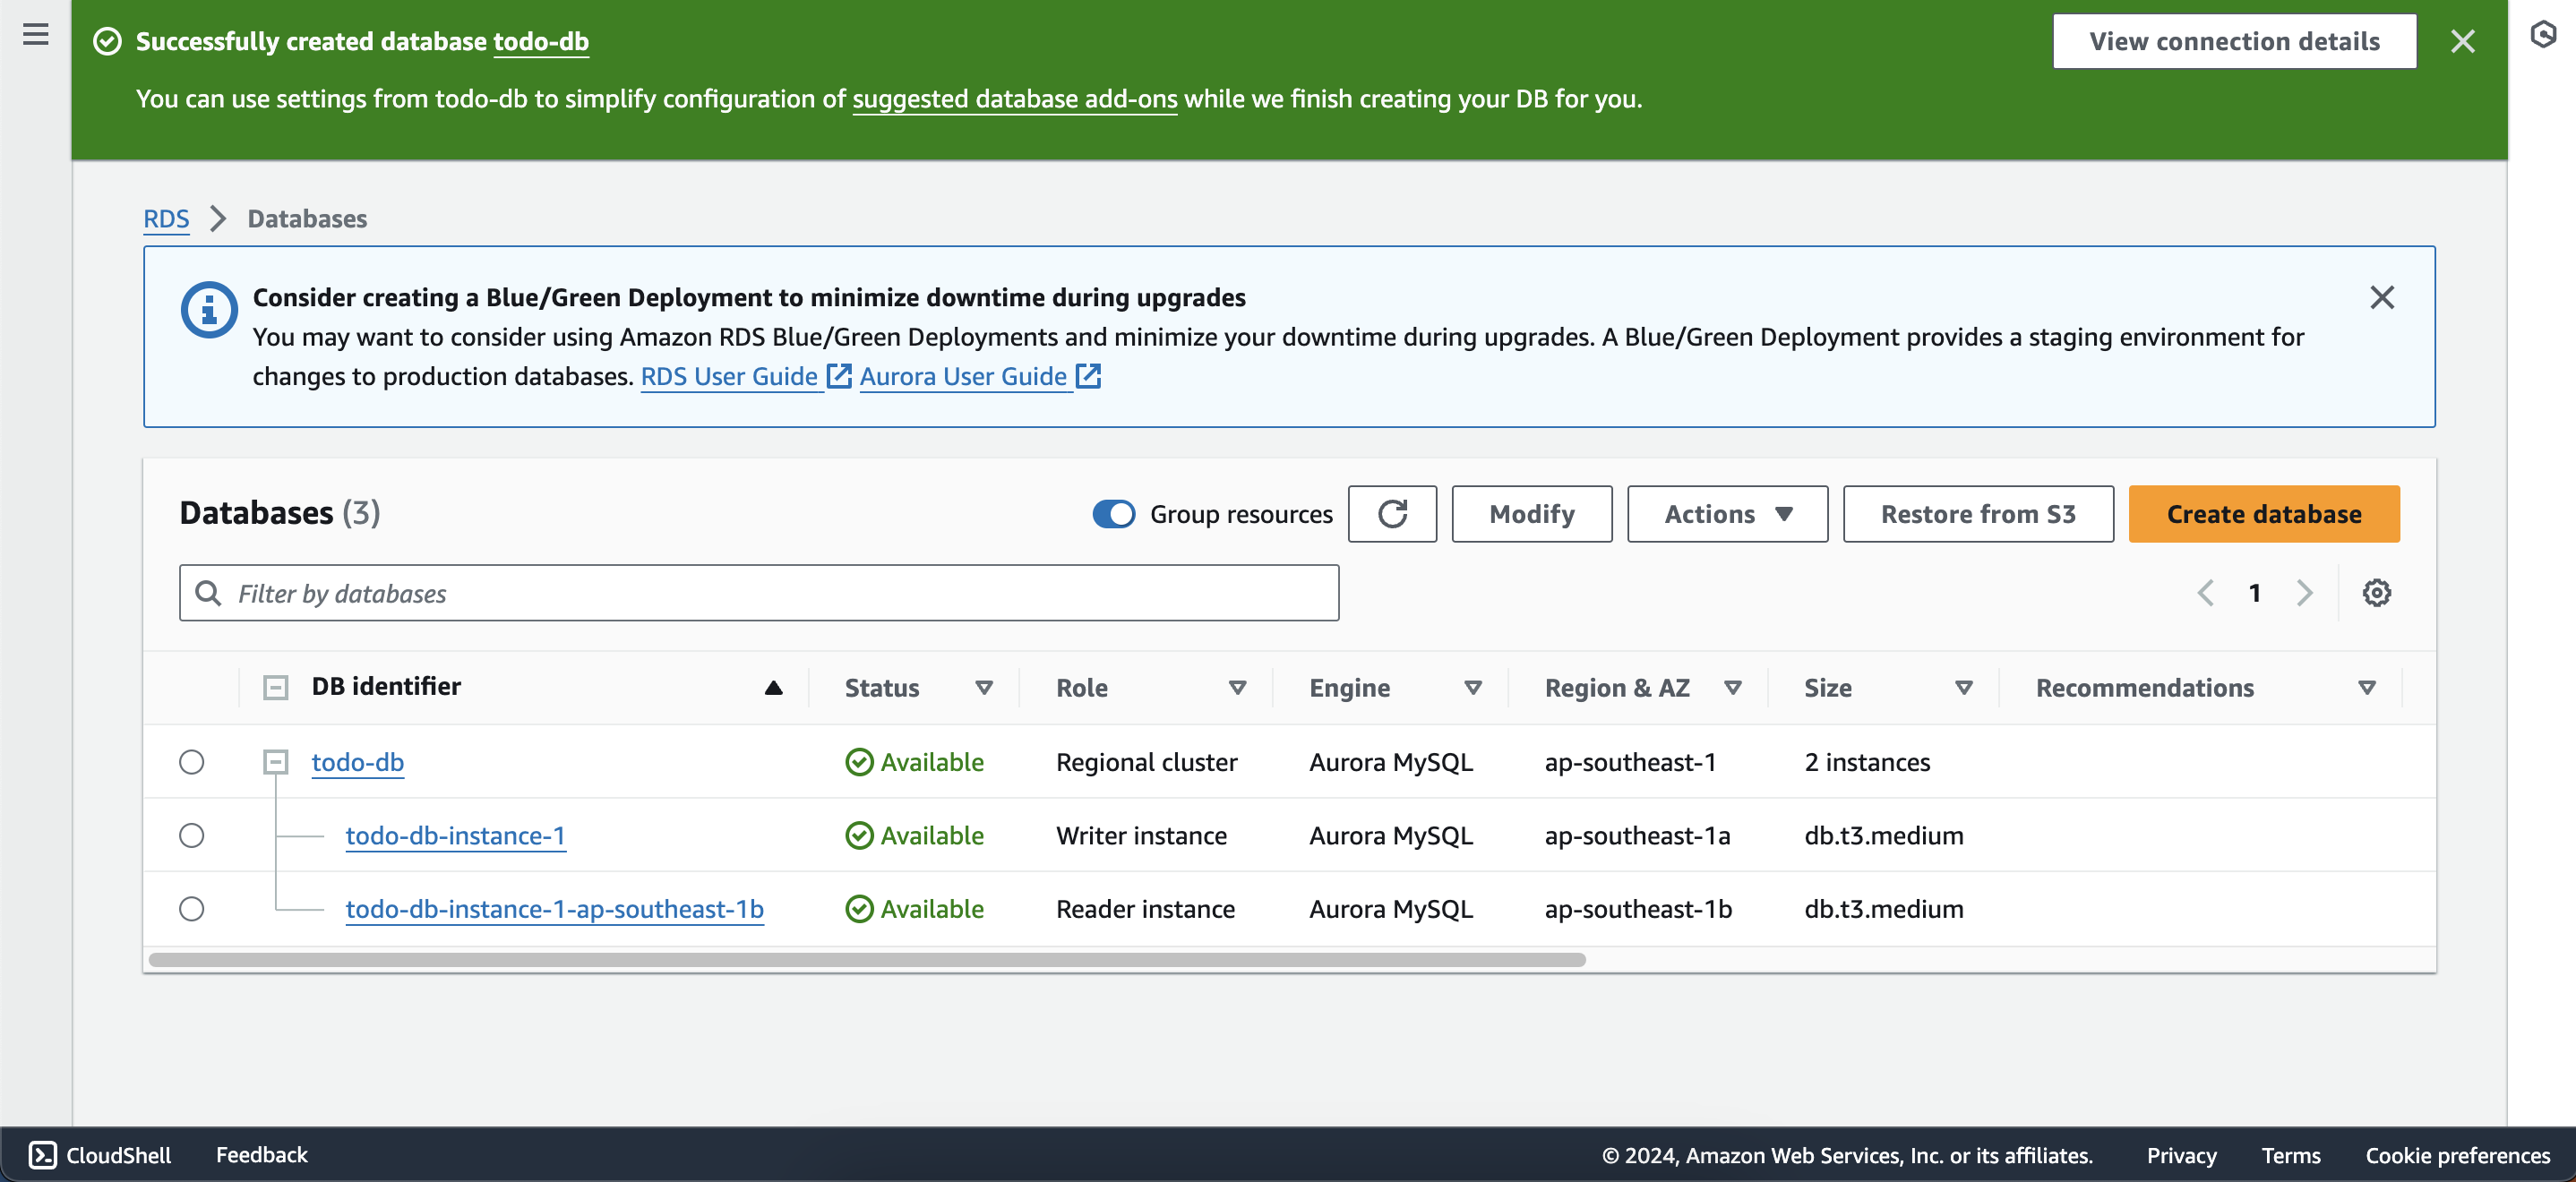 Successfully created database todo-db
View connection details
You can use settings from todo-db to simplify configuration of suggested database add-ons while we finish creating your DB for you.
RDS
Databases
Consider creating a Blue/Green Deployment to minimize downtime during upgrades
You may want to consider using Amazon RDS Blue/Green Deployments and minimize your downtime during upgrades. A Blue/Green Deployment provides a staging environment for
changes to production databases. RDS User Guide Aurora User Guide
Databases (3)
Group resources
Modify
Actions
Restore from S3
Create database
Filter by databases
1
DB identifier Status Role Engine Region & AZ Size Recommendations
todo-db Available Regional cluster Aurora MySQL ap-southeast-1 2 instances
todo-db-instance-1 Available Writer instance Aurora MySQL ap-southeast-1a db.t3.medium
todo-db-instance-1-ap-southeast-1b Available Reader instance Aurora MySQL ap-southeast-1b db.t3.medium
CloudShell Feedback © 2024, Amazon Web Services, Inc. or its affiliates. Privacy Terms Cookie preferences